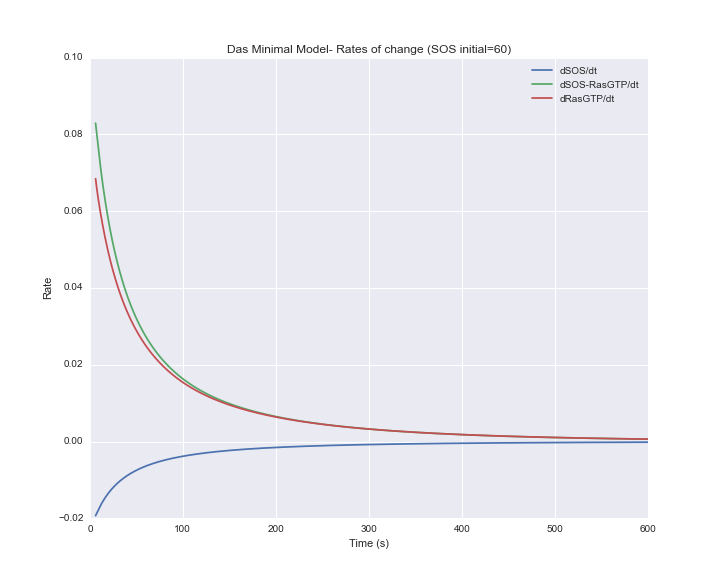 Das Minimal Model- Rates of change (SOS initial=60)
0.10
0.08
0.06
0.04
0.02
0.00
−0.02
Rate
dSOS/dt
dSOS-RasGTP/dt
dRasGTP/dt
0 100 200 300 400 500 600
Time (s)